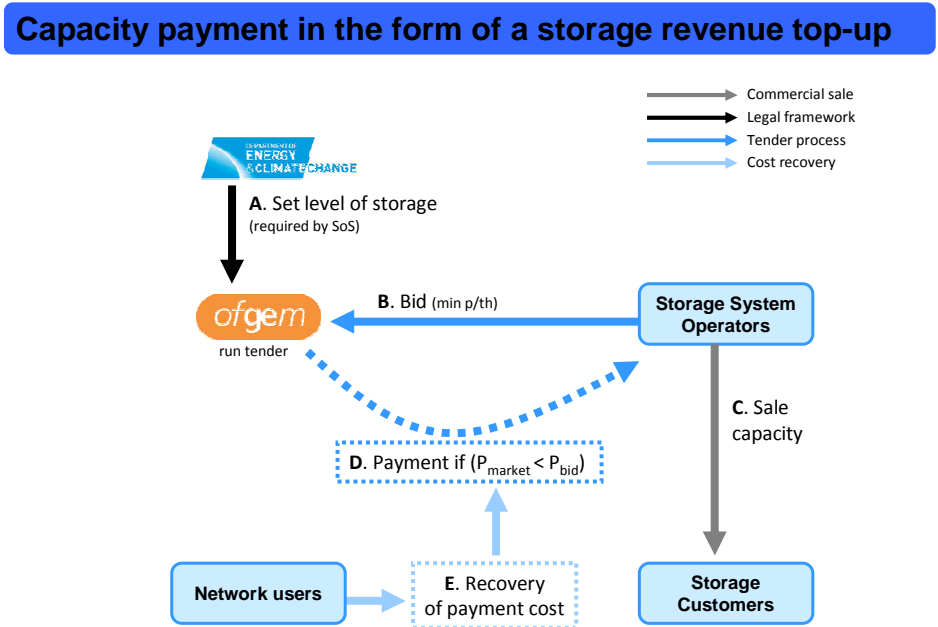 Capacity payment in the form of a storage revenue top-up
Commercial sale
Legal framework
Tender process
Cost recovery
DEPARTMENT OF
ENERGY
&CLIMATECHANGE
A. Set level of storage
(required by SoS)
ofgem
run tender
B. Bid (min p/th)
Storage System
Operators
C. Sale
capacity
D. Payment if (Pmarket < Pbid)
E. Recovery
of payment cost
Network users
Storage
Customers